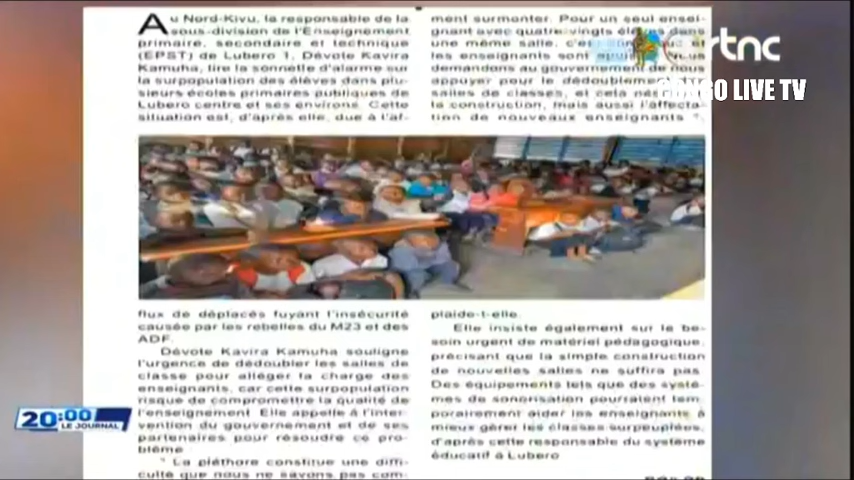 Au Nord-Kivu, la responsable de la
sous-division de l'Enseignement
primaire, secondaire et technique
(EPST) de Lubero 1, Dévote Kavira
Kamuha, tire la sonnette d'alarme sur
la surpopulation des élèves dans plu-
sieurs écoles primaires publiques de
Lubero centre et ses environs. Cette
situation est, d'après elle, due à l'af-
flux de déplacés fuyant l'insécurité
causée par les rebelles du M23 et des
ADF.
Dévote Kavira Kamuha souligne
l'urgence de dédoubler les salles de
classe pour alléger la charge des
enseignants, car cette surpopulation
risque de compromettre la qualité de
l'enseignement. Elle appelle à l'inter-
vention du gouvernement et de ses
partenaires pour résoudre ce pro-
blème
" La pléthore constitue une diffi-
culté que nous ne savons pas com-
ment surmonter. Pour un seul ensei-
gnant avec quatre-vingts élèves dans
une même salle, c'est
et les enseignants sont
demandons au gouvernement de nous
appuyer pour le dédoublement des
salles de classes, et cela
la construction, mais aussi l'affecta-
tion de nouveaux enseignants ",
plaide-t-elle.
Elle insiste également sur le be-
soin urgent de matériel pédagogique,
précisant que la simple construction
de nouvelles salles ne suffira pas.
Des équipements tels que des systè-
mes de sonorisation pourraient tem-
porairement aider les enseignants à
mieux gérer les classes surpeuplées,
d'après cette responsable du système
éducatif à Lubero
rtnc
LIVE TV
20:00
LE JOURNAL